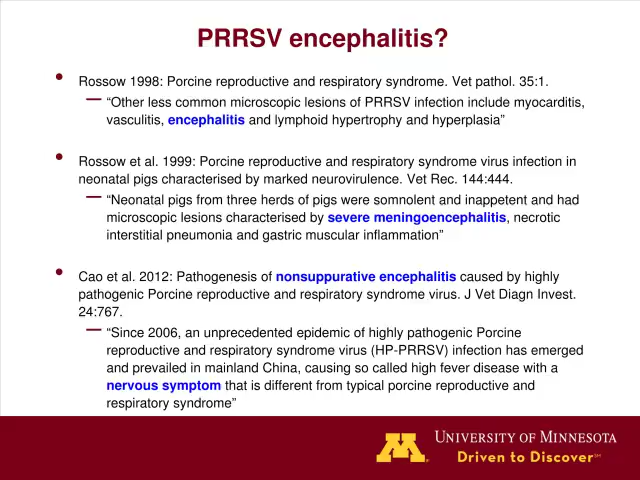 PRRSV encephalitis?
• Rossow 1998: Porcine reproductive and respiratory syndrome. Vet pathol. 35:1.
– “Other less common microscopic lesions of PRRSV infection include myocarditis,
vasculitis, encephalitis and lymphoid hypertrophy and hyperplasia”
• Rossow et al. 1999: Porcine reproductive and respiratory syndrome virus infection in
neonatal pigs characterised by marked neurovirulence. Vet Rec. 144:444.
– “Neonatal pigs from three herds of pigs were somnolent and inappetent and had
microscopic lesions characterised by severe meningoencephalitis, necrotic
interstitial pneumonia and gastric muscular inflammation”
• Cao et al. 2012: Pathogenesis of nonsuppurative encephalitis caused by highly
pathogenic Porcine reproductive and respiratory syndrome virus. J Vet Diagn Invest.
24:767.
– “Since 2006, an unprecedented epidemic of highly pathogenic Porcine
reproductive and respiratory syndrome virus (HP-PRRSV) infection has emerged
and prevailed in mainland China, causing so called high fever disease with a
nervous symptom that is different from typical porcine reproductive and
respiratory syndrome”
M
UNIVERSITY OF MINNESOTA
Driven to Discover℠